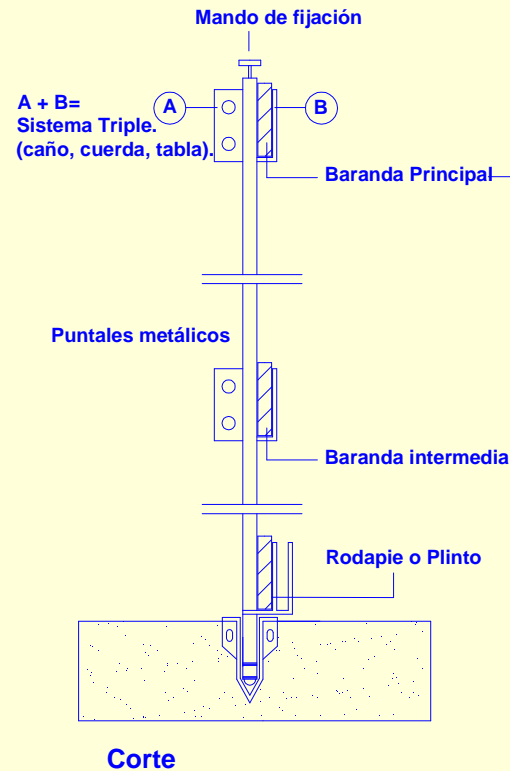 Mando de fijación
A + B=
Sistema Triple.
(caño, cuerda, tabla).
A
B
Baranda Principal
Puntales metálicos
Baranda intermedia
Rodapie o Plinto
Corte